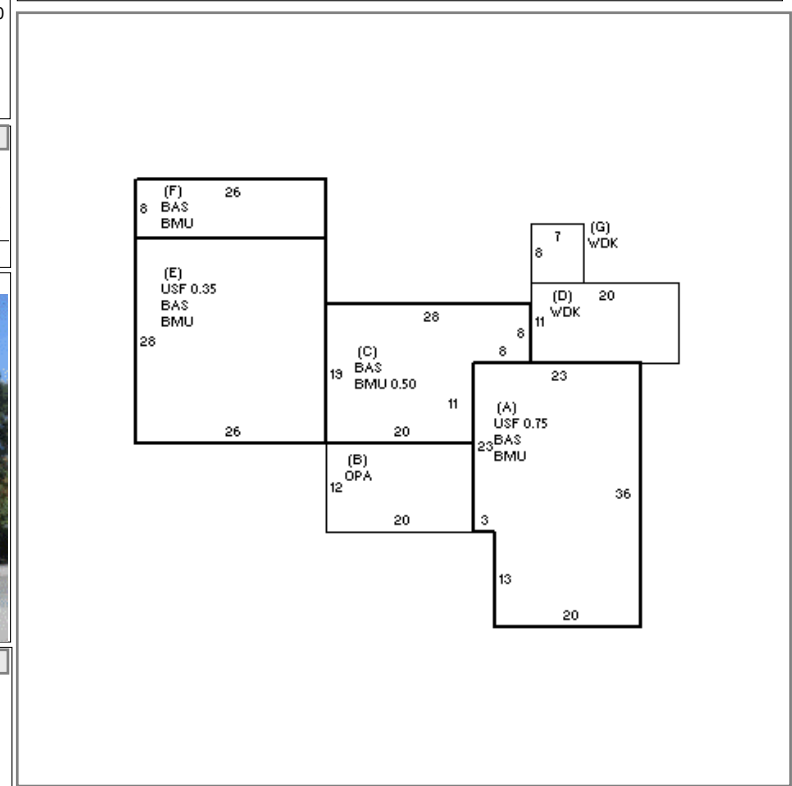 (F) 26
8 BAS
BMU
(G)
7 WDK
8
(E)
USF 0.35
BAS
BMU
28
26
(D) 20
WDK
11
28
8
8
(C)
BAS
BMU 0.50
19
11
20
23
(A)
USF 0.75
BAS
BMU
23
36
3
13
20
(B)
OPA
12
20